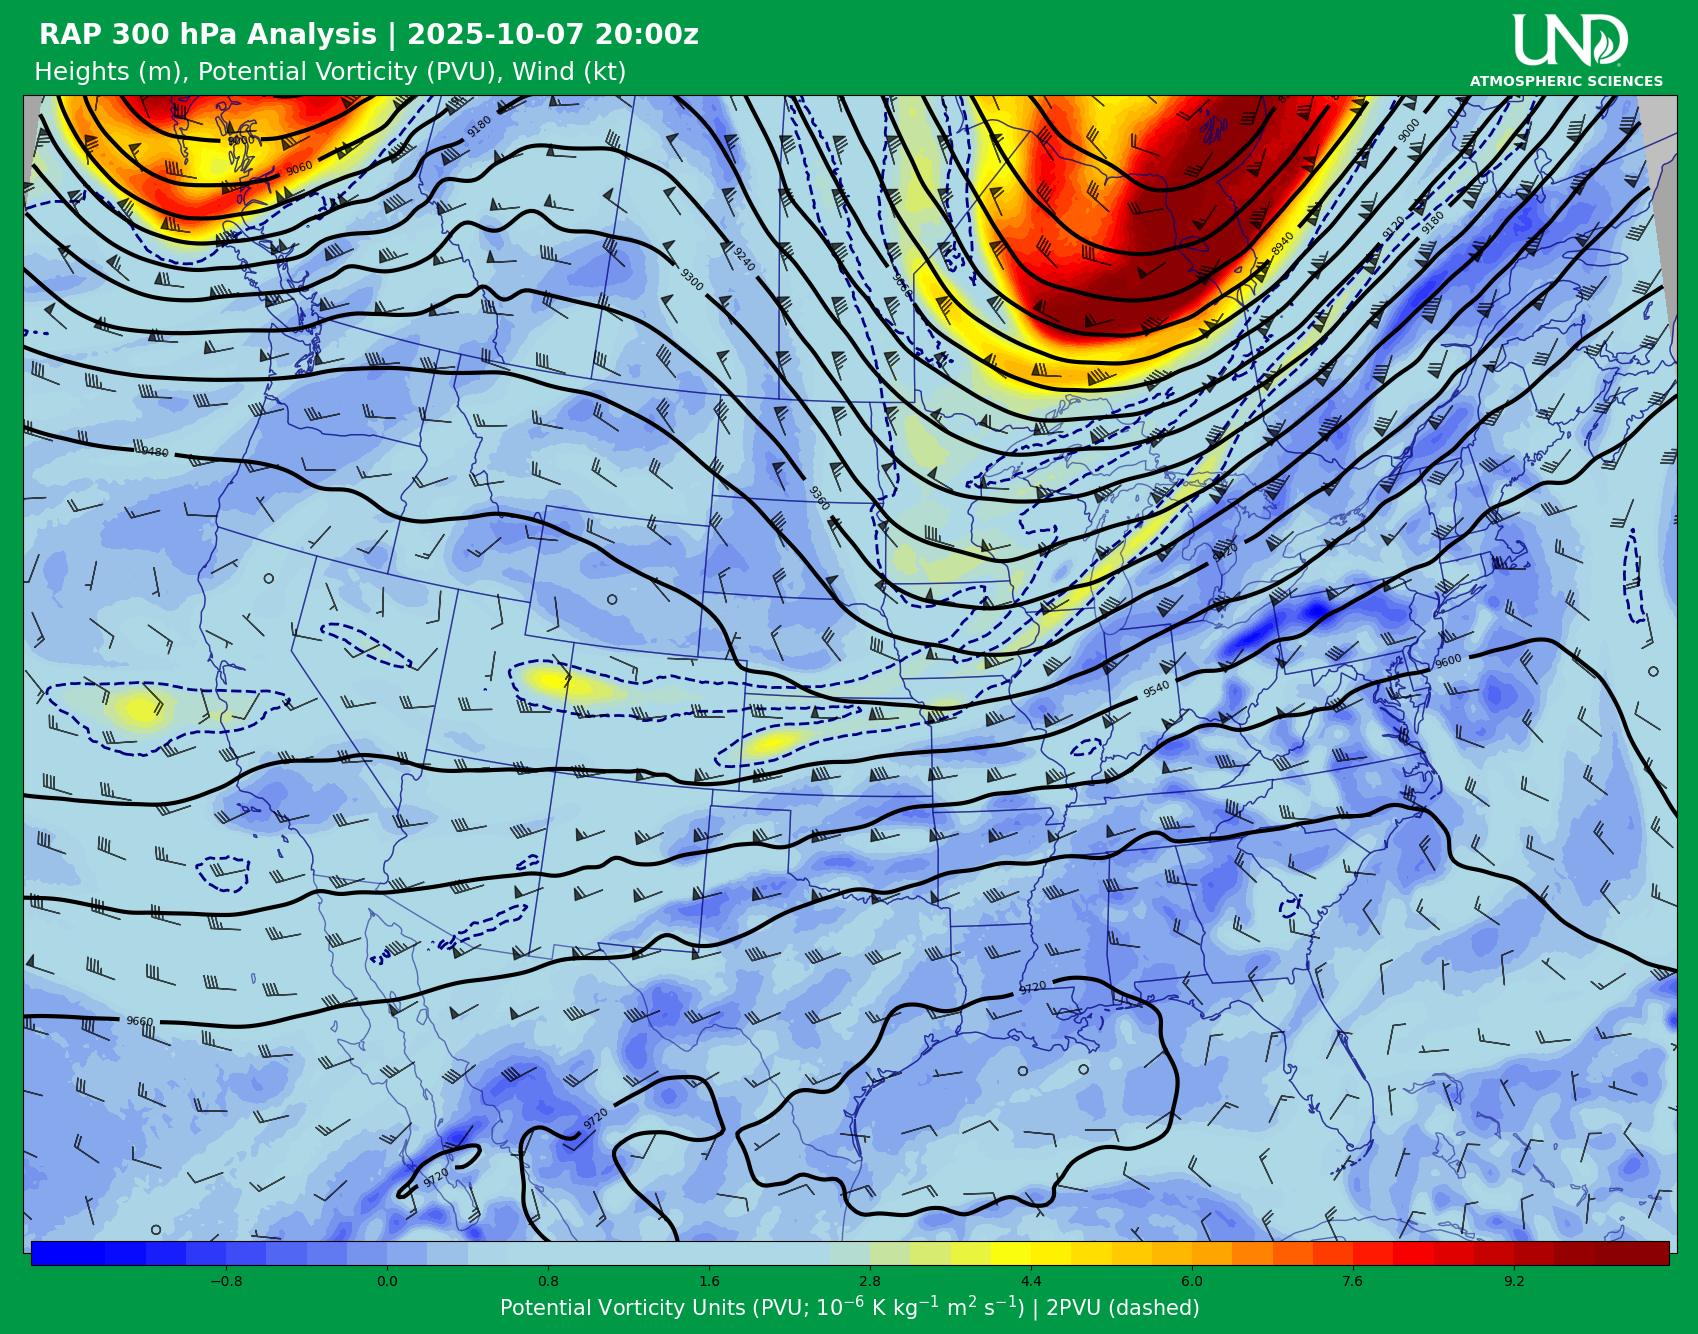 RAP 300 hPa Analysis | 2025-10-07 20:00z
Heights (m), Potential Vorticity (PVU), Wind (kt)
UND
ATMOSPHERIC SCIENCES
9000
9060
9180
9300
9240
9000
9120
9180
8940
9360
9480
9540
9600
9660
9720
9720
9720
−0.8 0.0 0.8 1.6 2.8 4.4 6.0 7.6 9.2
Potential Vorticity Units (PVU; 10⁻⁶ K kg⁻¹ m² s⁻¹) | 2PVU (dashed)